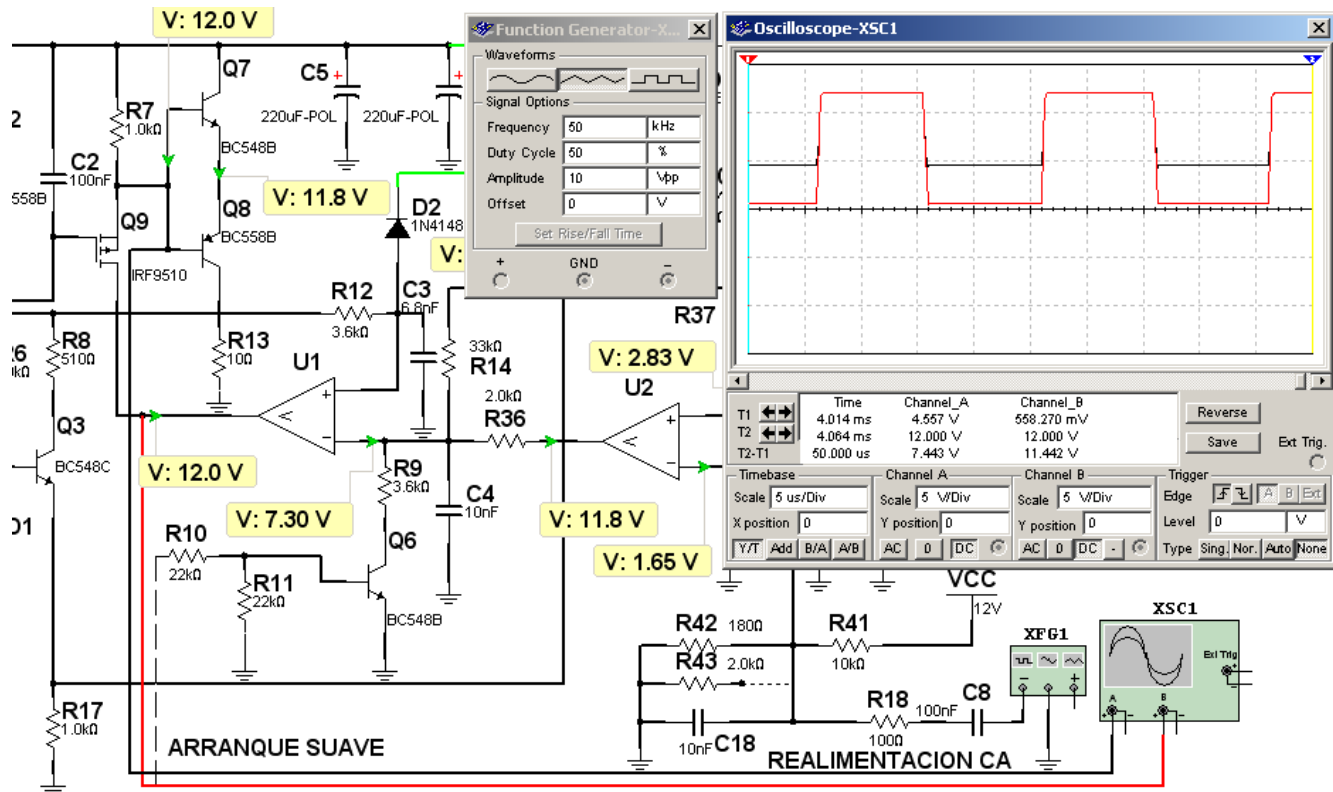 V: 12.0 V
Q7
R7
1.0kΩ
BC548B
C5
+
+
220uF-POL
220uF-POL
C2
100nF
558B
V: 11.8 V
Q9
Q8
BC558B
IRF9510
D2
1N4148
V:
R12
3.6kΩ
C3
6.8nF
R8
510Ω
R13
10Ω
U1
33kΩ
R14
2.0kΩ
R36
R37
V: 2.83 V
U2
Q3
BC548C
V: 12.0 V
R9
3.6kΩ
C4
10nF
V: 7.30 V
V: 11.8 V
V: 1.65 V
Q6
R10
22kΩ
R11
22kΩ
BC548B
R17
1.0kΩ
ARRANQUE SUAVE
R42
180Ω
R43
2.0kΩ
R41
10kΩ
VCC
12V
R18
100Ω
C8
100nF
C18
10nF
REALIMENTACION CA
XFG1
XSC1
Ext Trig
A
B
Function Generator-X...
Waveforms
Signal Options
Frequency 50 kHz
Duty Cycle 50 %
Amplitude 10 Vpp
Offset 0 V
Set Rise/Fall Time
+ GND -
Oscilloscope-XSC1
Time Channel_A Channel_B
T1 4.014 ms 4.557 V 558.270 mV
T2 4.064 ms 12.000 V 12.000 V
T2-T1 50.000 us 7.443 V 11.442 V
Reverse
Save
Ext Trig.
Timebase
Scale 5 us/Div
X position 0
Y/T Add B/A A/B
Channel A
Scale 5 V/Div
Y position 0
AC 0 DC
Channel B
Scale 5 V/Div
Y position 0
AC 0 DC -
Trigger
Edge A B Ext
Level 0 V
Type Sing. Nor. Auto None